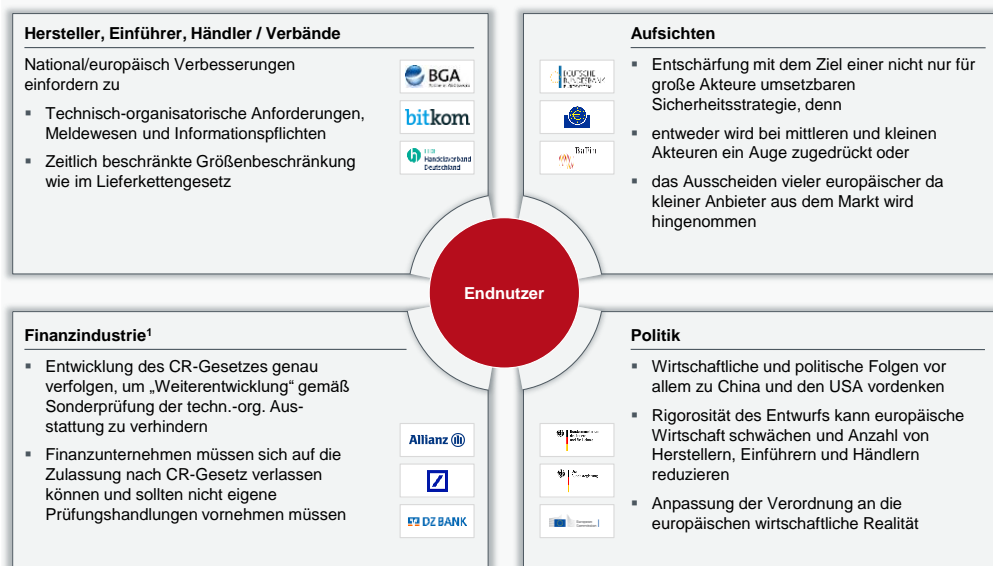 Hersteller, Einführer, Händler / Verbände
National/europäisch Verbesserungen
einfordern zu
▪ Technisch-organisatorische Anforderungen,
Meldewesen und Informationspflichten
▪ Zeitlich beschränkte Größenbeschränkung
wie im Lieferkettengesetz
BGA
bitkom
Handelsverband
Deutschland
Aufsichten
▪ Entschärfung mit dem Ziel einer nicht nur für
große Akteure umsetzbaren
Sicherheitsstrategie, denn
▪ entweder wird bei mittleren und kleinen
Akteuren ein Auge zugedrückt oder
▪ das Ausscheiden vieler europäischer da
kleiner Anbieter aus dem Markt wird
hingenommen
DEUTSCHE
BUNDESBANK
EUROSYSTEM
BaFin
Endnutzer
Finanzindustrie¹
▪ Entwicklung des CR-Gesetzes genau
verfolgen, um „Weiterentwicklung“ gemäß
Sonderprüfung der techn.-org. Aus-
stattung zu verhindern
▪ Finanzunternehmen müssen sich auf die
Zulassung nach CR-Gesetz verlassen
können und sollten nicht eigene
Prüfungshandlungen vornehmen müssen
Allianz
DZ BANK
Politik
▪ Wirtschaftliche und politische Folgen vor
allem zu China und den USA vordenken
▪ Rigorosität des Entwurfs kann europäische
Wirtschaft schwächen und Anzahl von
Herstellern, Einführern und Händlern
reduzieren
▪ Anpassung der Verordnung an die
europäischen wirtschaftliche Realität
European
Commission